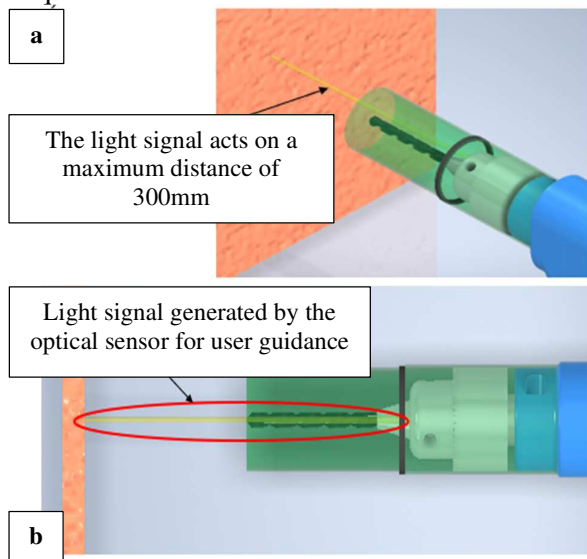 a
The light signal acts on a
maximum distance of
300mm
Light signal generated by the
optical sensor for user guidance
b